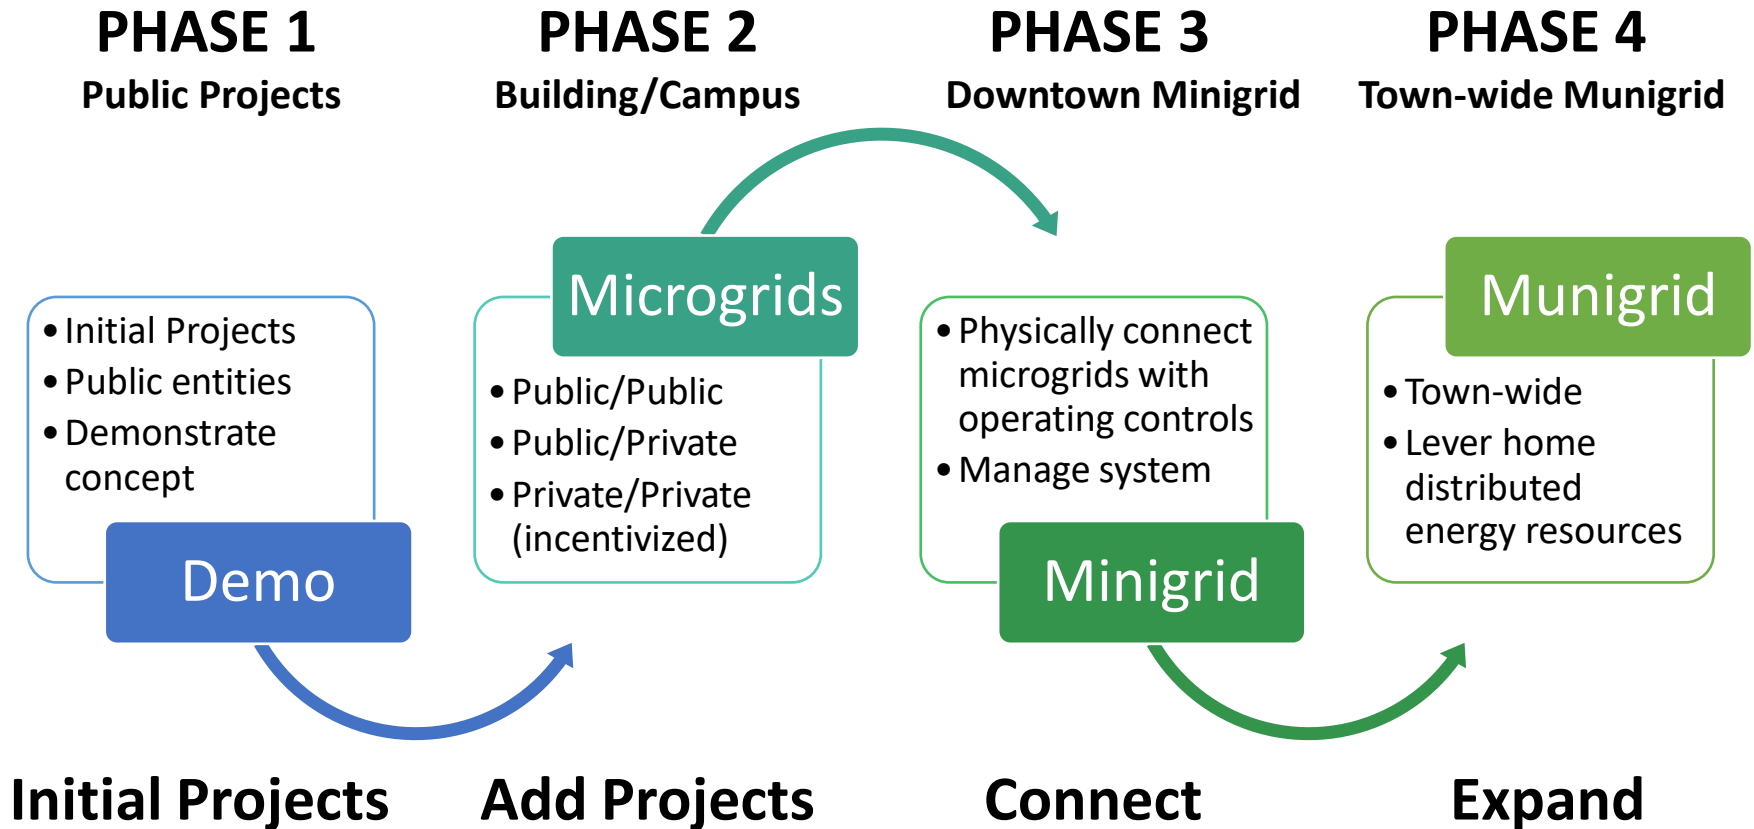 PHASE 1
Public Projects
• Initial Projects
• Public entities
• Demonstrate
concept
Demo
Initial Projects
PHASE 2
Building/Campus
Microgrids
• Public/Public
• Public/Private
• Private/Private
(incentivized)
Add Projects
PHASE 3
Downtown Minigrid
• Physically connect
microgrids with
operating controls
• Manage system
Minigrid
Connect
PHASE 4
Town-wide Munigrid
Munigrid
• Town-wide
• Lever home
distributed
energy resources
Expand